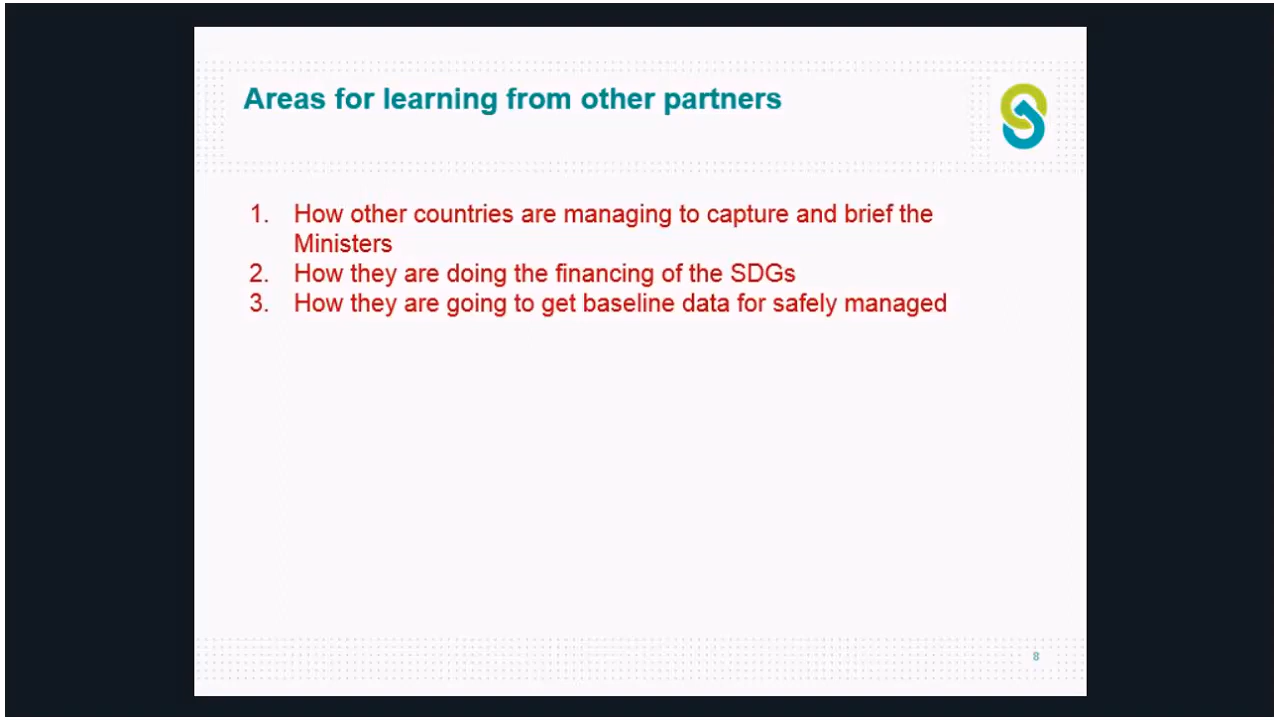 Areas for learning from other partners
1. How other countries are managing to capture and brief the
Ministers
2. How they are doing the financing of the SDGs
3. How they are going to get baseline data for safely managed
8